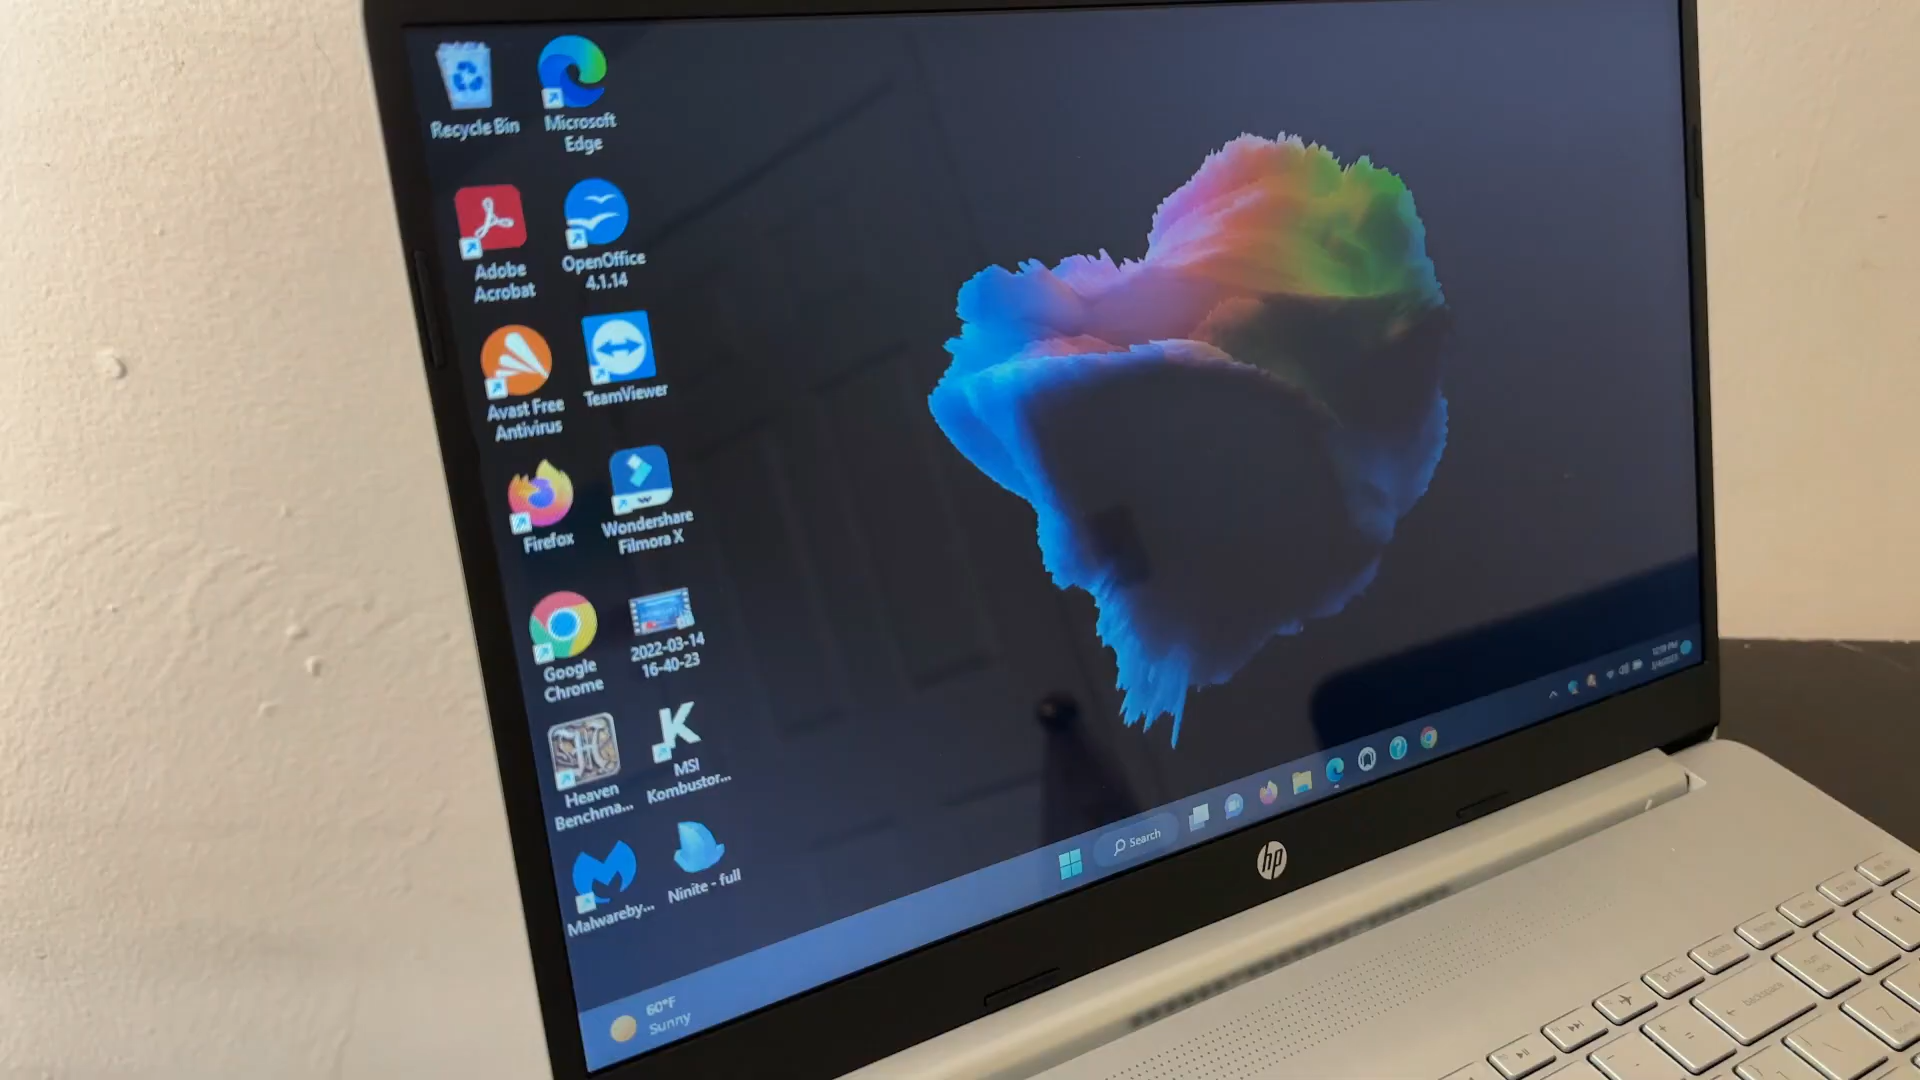 Recycle Bin
Microsoft
Edge
Adobe
Acrobat
OpenOffice
4.1.14
Avast Free
Antivirus
TeamViewer
Firefox
Wondershare
Filmora X
Google
Chrome
2022-03-14
16-40-23
Heaven
Benchma...
MSI
Kombustor...
Malwareby...
Ninite - full
60°F
Sunny
Search
hp
backspace